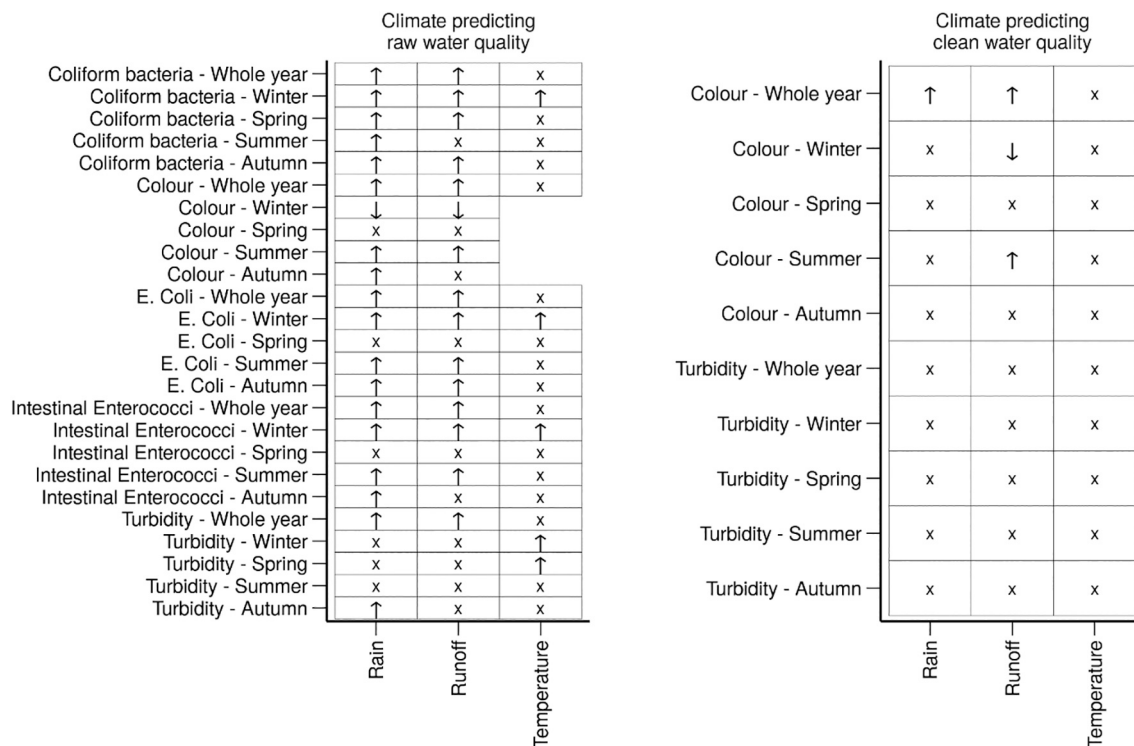 Climate predicting
raw water quality
Coliform bacteria - Whole year ↑ ↑ x
Coliform bacteria - Winter ↑ ↑ ↑
Coliform bacteria - Spring ↑ ↑ x
Coliform bacteria - Summer ↑ x x
Coliform bacteria - Autumn ↑ ↑ x
Colour - Whole year ↑ ↑ x
Colour - Winter ↓ ↓
Colour - Spring x x
Colour - Summer ↑ ↑
Colour - Autumn ↑ x
E. Coli - Whole year ↑ ↑ x
E. Coli - Winter ↑ ↑ ↑
E. Coli - Spring x x x
E. Coli - Summer ↑ ↑ x
E. Coli - Autumn ↑ ↑ x
Intestinal Enterococci - Whole year ↑ ↑ x
Intestinal Enterococci - Winter ↑ ↑ ↑
Intestinal Enterococci - Spring x x x
Intestinal Enterococci - Summer ↑ ↑ x
Intestinal Enterococci - Autumn ↑ x x
Turbidity - Whole year ↑ ↑ x
Turbidity - Winter x x ↑
Turbidity - Spring x x ↑
Turbidity - Summer x x x
Turbidity - Autumn ↑ x x
Rain
Runoff
Temperature
Climate predicting
clean water quality
Colour - Whole year ↑ ↑ x
Colour - Winter x ↓ x
Colour - Spring x x x
Colour - Summer x ↑ x
Colour - Autumn x x x
Turbidity - Whole year x x x
Turbidity - Winter x x x
Turbidity - Spring x x x
Turbidity - Summer x x x
Turbidity - Autumn x x x
Rain
Runoff
Temperature